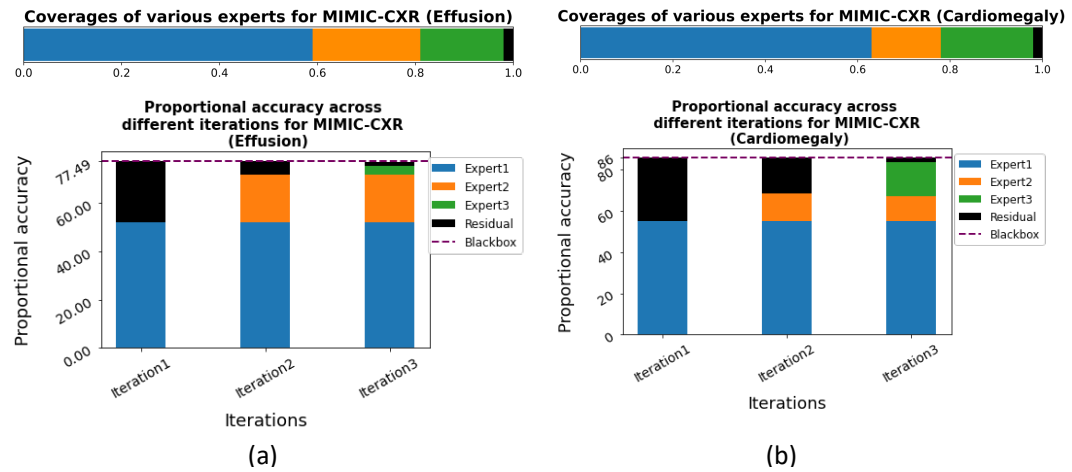 Coverages of various experts for MIMIC-CXR (Effusion)
0.0 0.2 0.4 0.6 0.8 1.0
Proportional accuracy across
different iterations for MIMIC-CXR
(Effusion)
Proportional accuracy
77.49
60.00
40.00
20.00
0.00
Expert1
Expert2
Expert3
Residual
Blackbox
Iteration1 Iteration2 Iteration3
Iterations
(a)
Coverages of various experts for MIMIC-CXR (Cardiomegaly)
0.0 0.2 0.4 0.6 0.8 1.0
Proportional accuracy across
different iterations for MIMIC-CXR
(Cardiomegaly)
Proportional accuracy
86
80
60
40
20
0
Expert1
Expert2
Expert3
Residual
Blackbox
Iteration1 Iteration2 Iteration3
Iterations
(b)